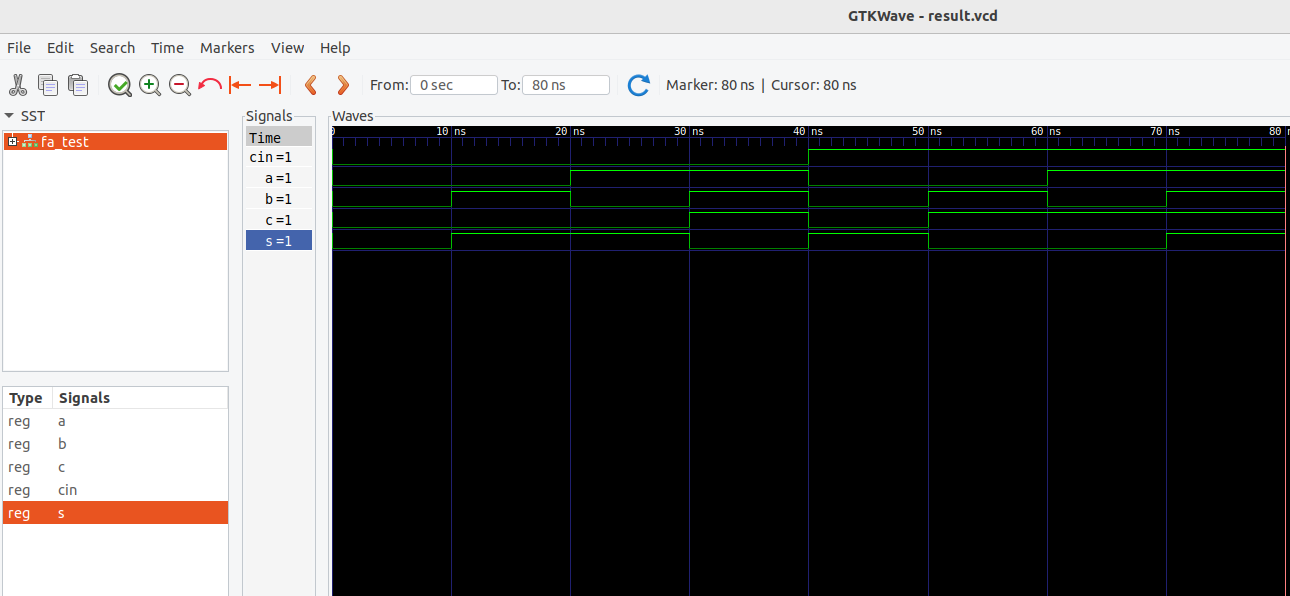 GTKWave - result.vcd
File Edit Search Time Markers View Help
From: 0 sec To: 80 ns Marker: 80 ns | Cursor: 80 ns
SST
fa_test
Type Signals
reg a
reg b
reg c
reg cin
reg s
Signals
Time
cin =1
a =1
b =1
c =1
s =1
Waves
0 10 ns 20 ns 30 ns 40 ns 50 ns 60 ns 70 ns 80 n